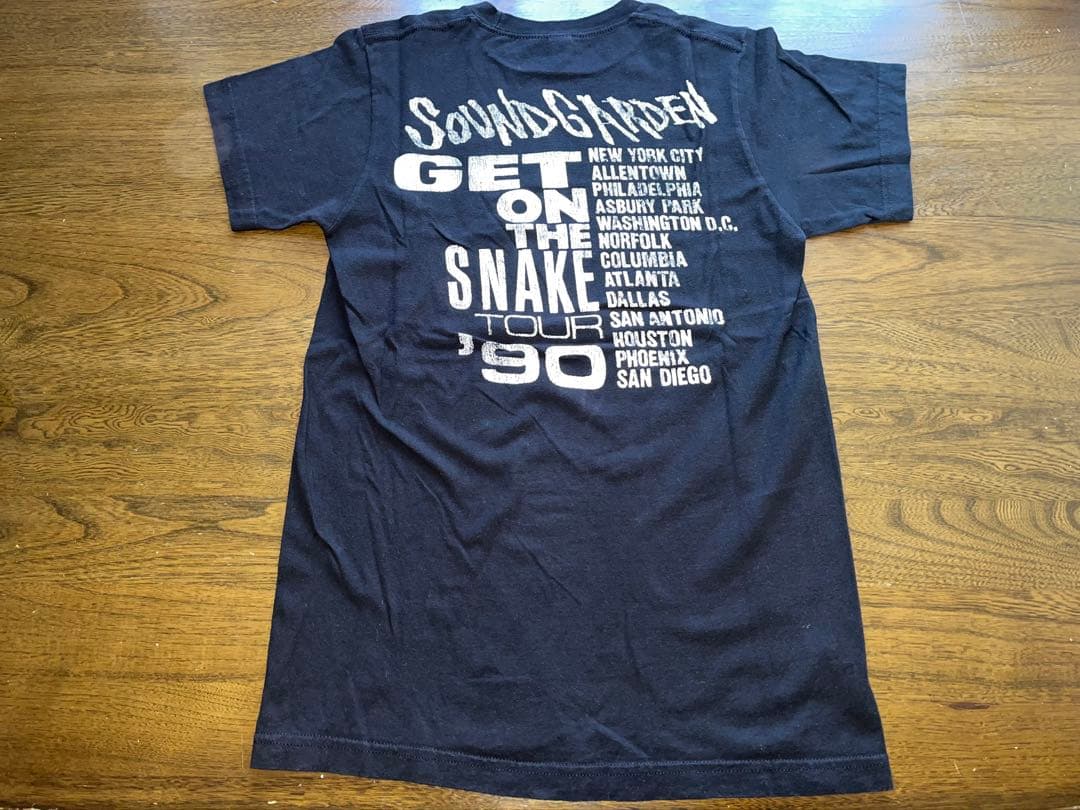 SOUNDGARDEN
GET
ON
THE
SNAKE
TOUR
'90
NEW YORK CITY
ALLENTOWN
PHILADELPHIA
ASBURY PARK
WASHINGTON D.C.
NORFOLK
COLUMBIA
ATLANTA
DALLAS
SAN ANTONIO
HOUSTON
PHOENIX
SAN DIEGO